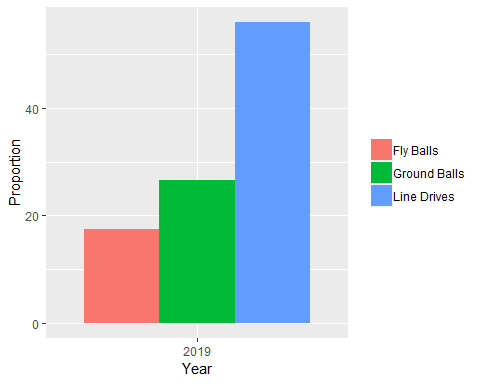 Proportion
40
20
0
2019
Year
Fly Balls
Ground Balls
Line Drives